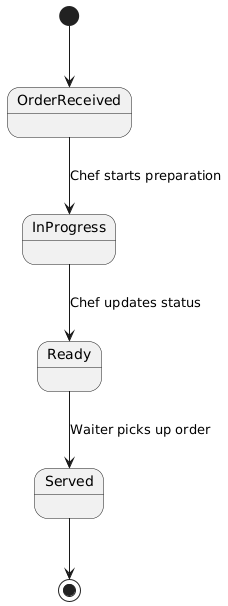 OrderReceived
Chef starts preparation
InProgress
Chef updates status
Ready
Waiter picks up order
Served